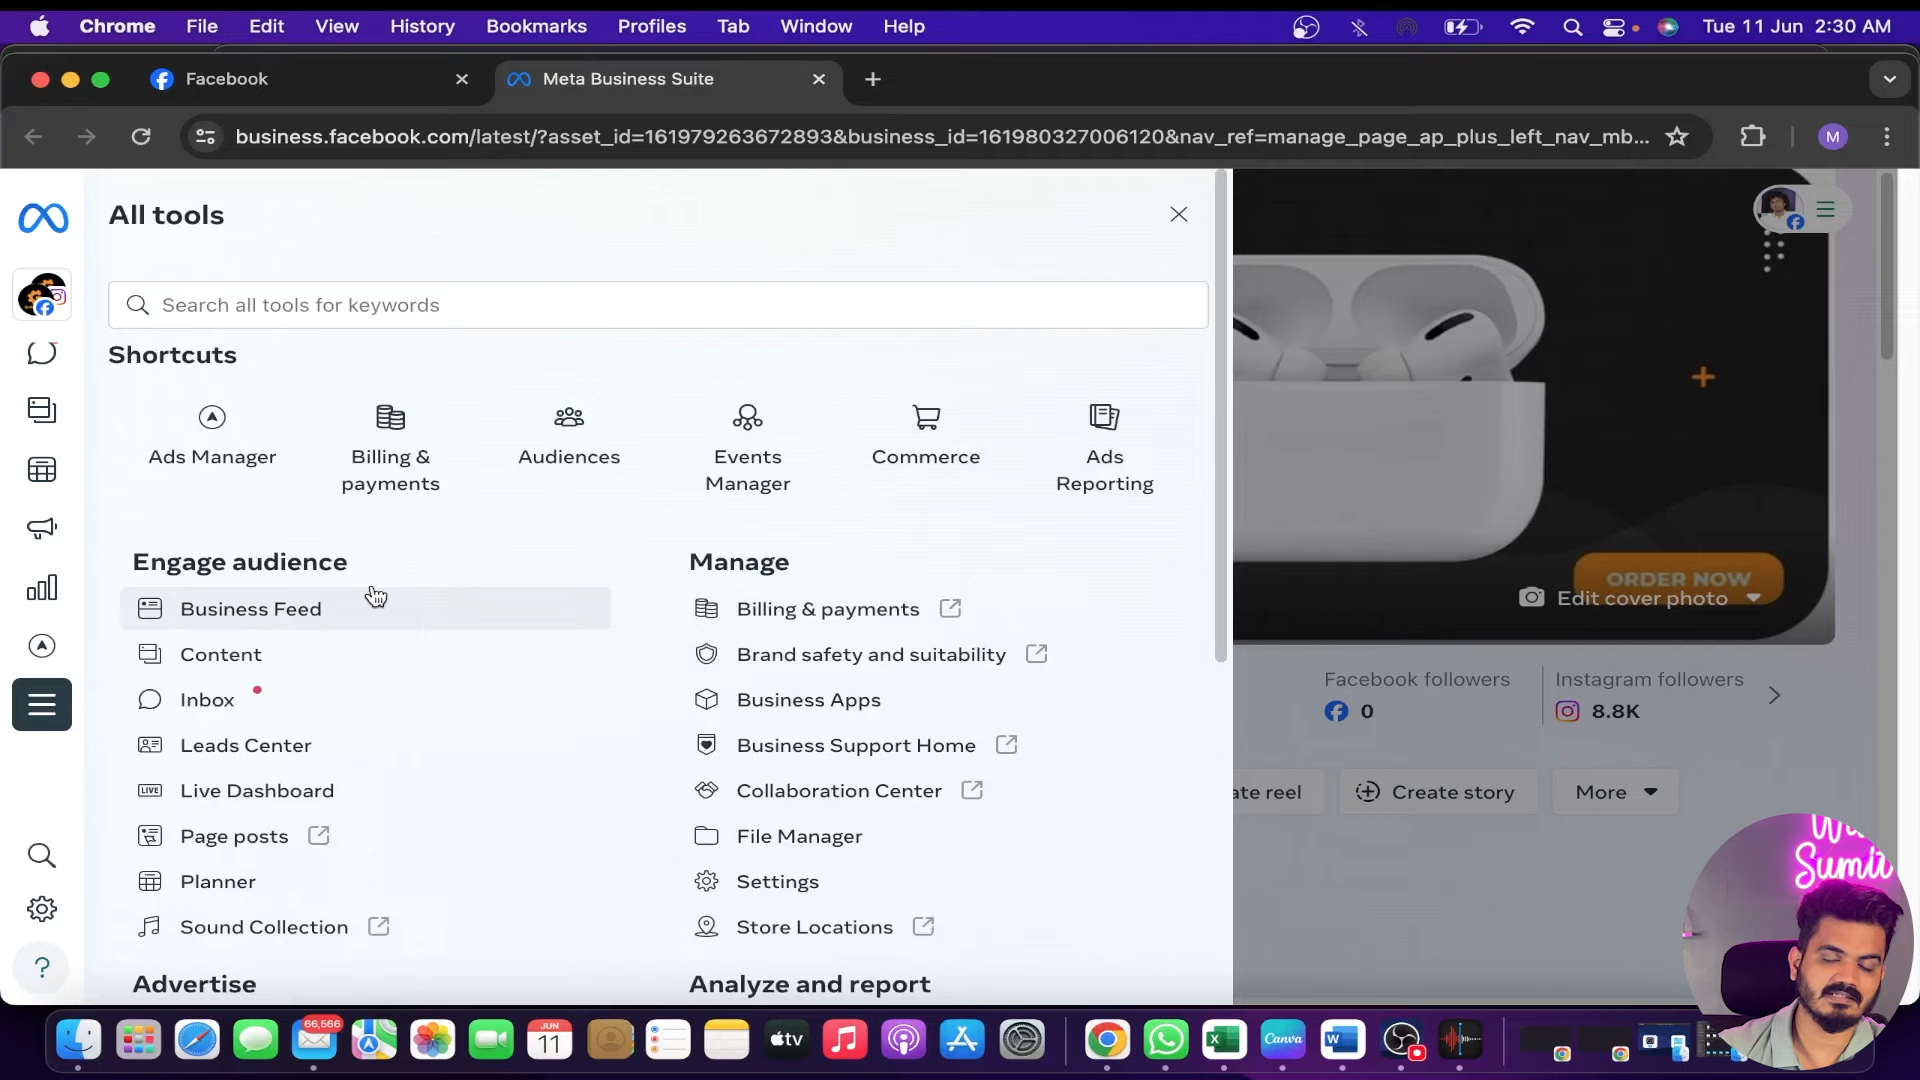 Chrome File Edit View History Bookmarks Profiles Tab Window Help Tue 11 Jun 2:30 AM
Facebook Meta Business Suite
business.facebook.com/latest/?asset_id=161979263672893&business_id=161980327006120&nav_ref=manage_page_ap_plus_left_nav_mb... M
All tools
Search all tools for keywords
Shortcuts
Ads Manager
Billing &
payments
Audiences
Events
Manager
Commerce
Ads
Reporting
Engage audience
Business Feed
Content
Inbox
Leads Center
LIVE Live Dashboard
Page posts
Planner
Sound Collection
Advertise
Manage
Billing & payments
Brand safety and suitability
Business Apps
Business Support Home
Collaboration Center
File Manager
Settings
Store Locations
Analyze and report
ORDER NOW
Edit cover photo
Facebook followers
0
Instagram followers
8.8K
ate reel
Create story
More
Sumit
66,566
JUN
11
tv
Canva
W